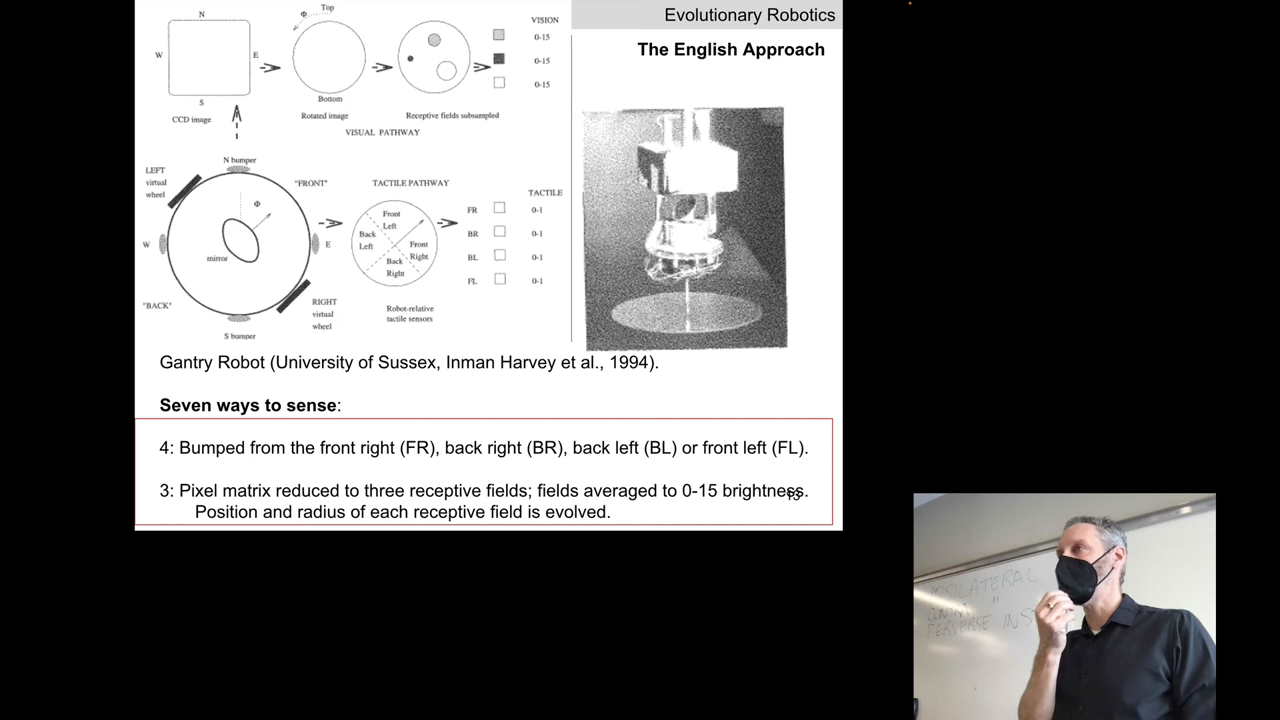 Evolutionary Robotics
The English Approach
N
W
E
S
CCD image
Φ
Top
Bottom
Rotated image
Receptive fields subsampled
VISION
0-15
0-15
0-15
VISUAL PATHWAY
N bumper
LEFT
virtual
wheel
"FRONT"
Φ
W
E
mirror
"BACK"
RIGHT
virtual
wheel
S bumper
TACTILE PATHWAY
Front
Left
Back
Left
Front
Right
Back
Right
Robot-relative
tactile sensors
TACTILE
FR 0-1
BR 0-1
BL 0-1
FL 0-1
Gantry Robot (University of Sussex, Inman Harvey et al., 1994).
Seven ways to sense:
4: Bumped from the front right (FR), back right (BR), back left (BL) or front left (FL).
3: Pixel matrix reduced to three receptive fields; fields averaged to 0-15 brightness.
Position and radius of each receptive field is evolved.
PERVERSE INST